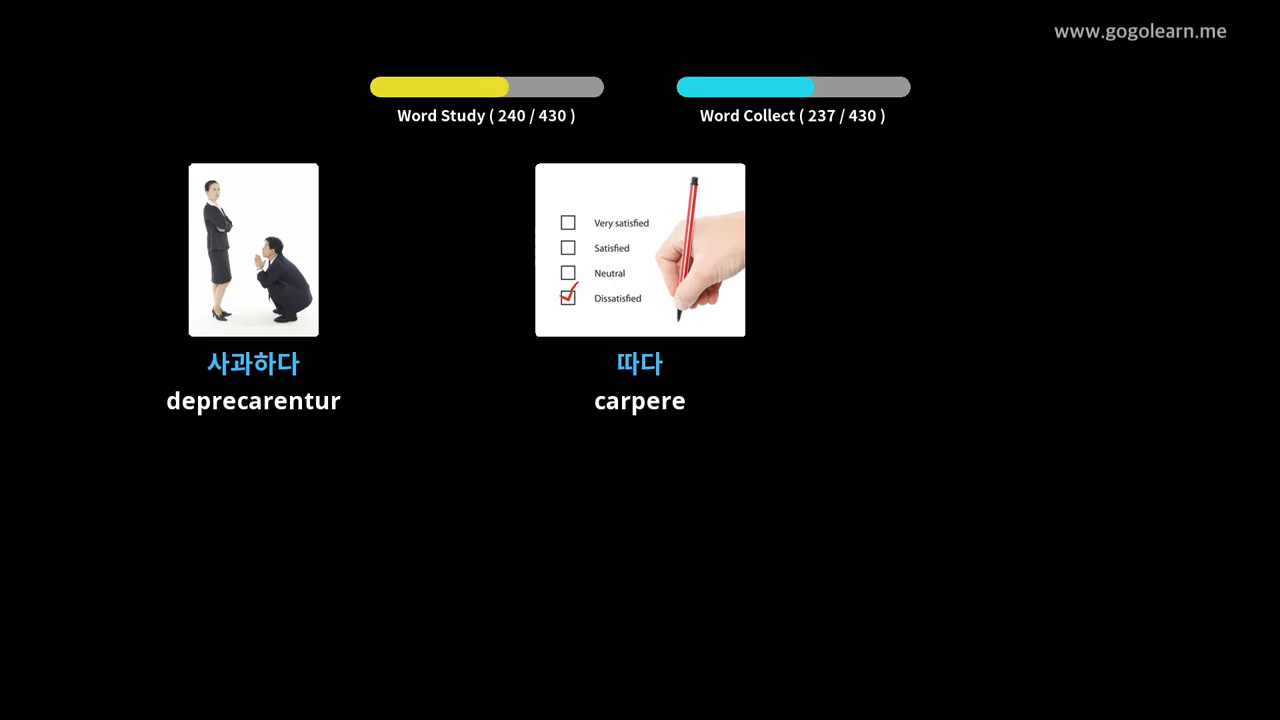 www.gogolearn.me
Word Study ( 240 / 430 )
Word Collect ( 237 / 430 )
Very satisfied
Satisfied
Neutral
Dissatisfied
사과하다
따다
deprecarentur
carpere